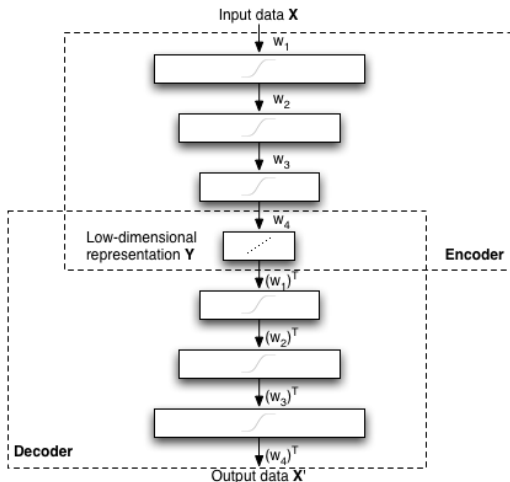 Input data X
w1
w2
w3
w4
Low-dimensional
representation Y
Encoder
(w1)T
(w2)T
(w3)T
Decoder
(w4)T
Output data X'